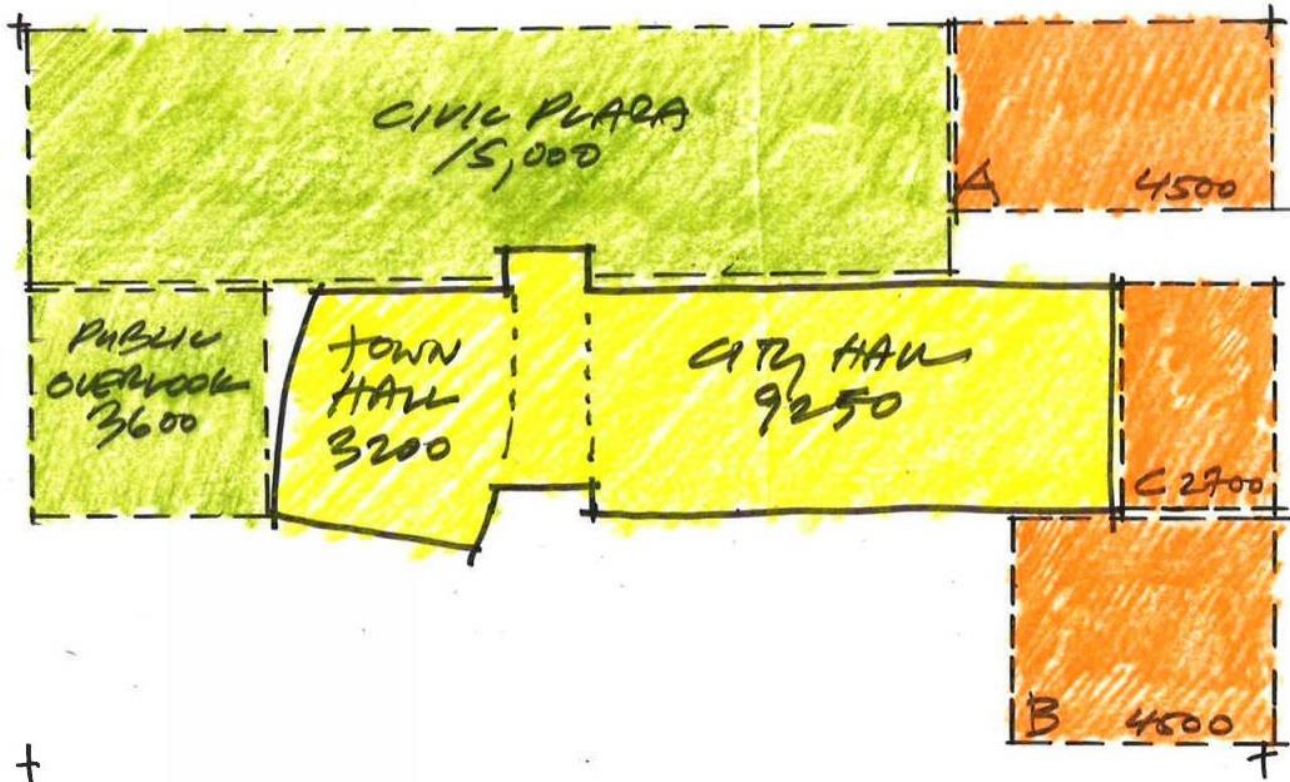 CIVIC PLAZA
15,000
A 4500
PUBLIC
OVERLOOK
3600
TOWN
HALL
3200
CITY HALL
9250
C 2700
B 4500